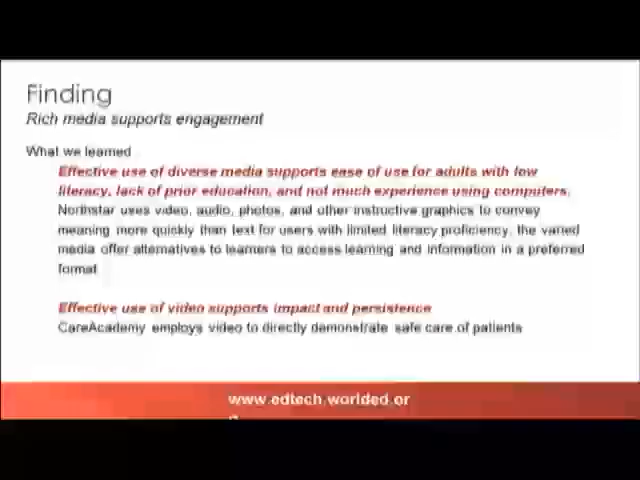 Finding
Rich media supports engagement
What we learned
Effective use of diverse media supports ease of use for adults with low
literacy, lack of prior education, and not much experience using computers.
Northstar uses video, audio, photos, and other instructive graphics to convey
meaning more quickly than text for users with limited literacy proficiency, the varied
media offer alternatives to learners to access learning and information in a preferred
format
Effective use of video supports impact and persistence
CareAcademy employs video to directly demonstrate safe care of patients
www.edtech.worlded.or